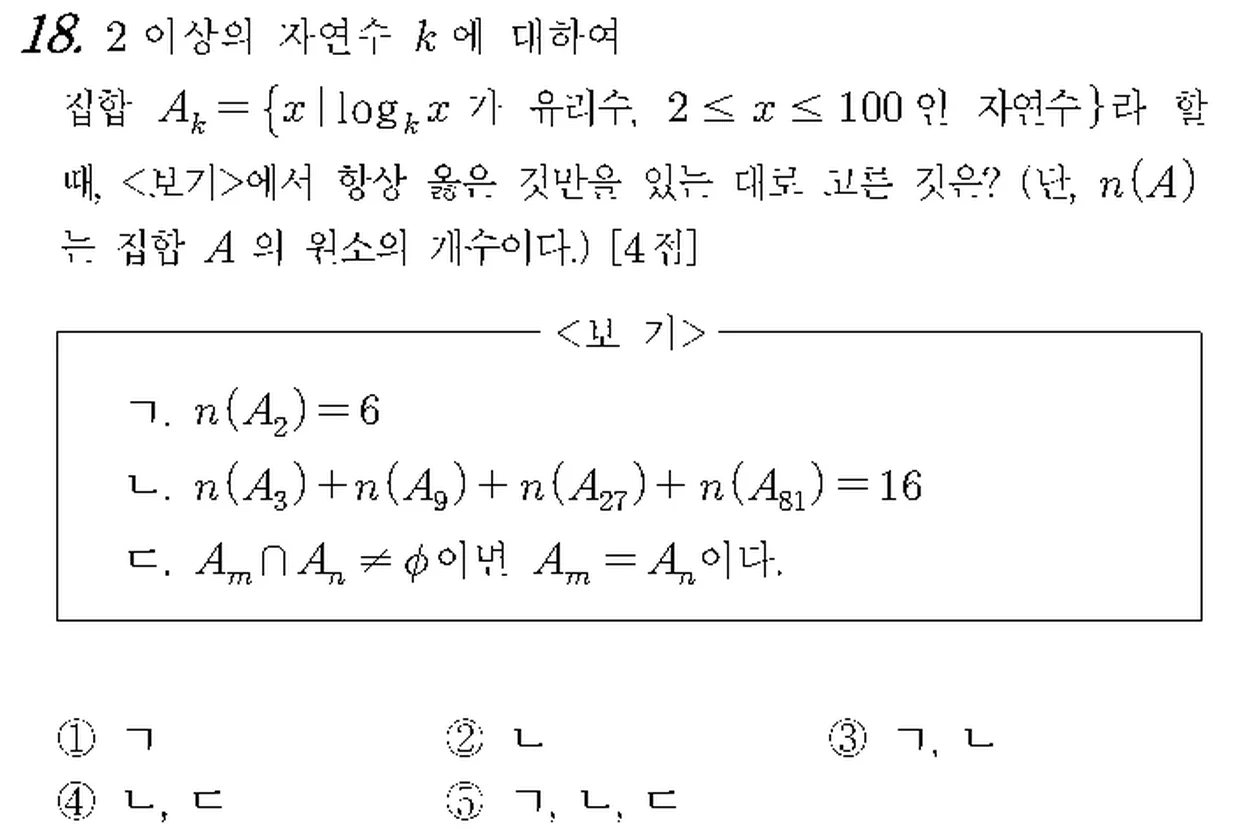 18. 2 이상의 자연수 k 에 대하여
집합 A_k = {x | log_k x 가 유리수, 2 ≤ x ≤ 100 인 자연수}라 할
때, <보기>에서 항상 옳은 것만을 있는 대로 고른 것은? (단, n(A)
는 집합 A 의 원소의 개수이다.) [4점]
<보 기>
ㄱ. n(A_2) = 6
ㄴ. n(A_3) + n(A_9) + n(A_27) + n(A_81) = 16
ㄷ. A_m ∩ A_n ≠ ϕ 이면 A_m = A_n 이다.
① ㄱ ② ㄴ ③ ㄱ, ㄴ
④ ㄴ, ㄷ ⑤ ㄱ, ㄴ, ㄷ